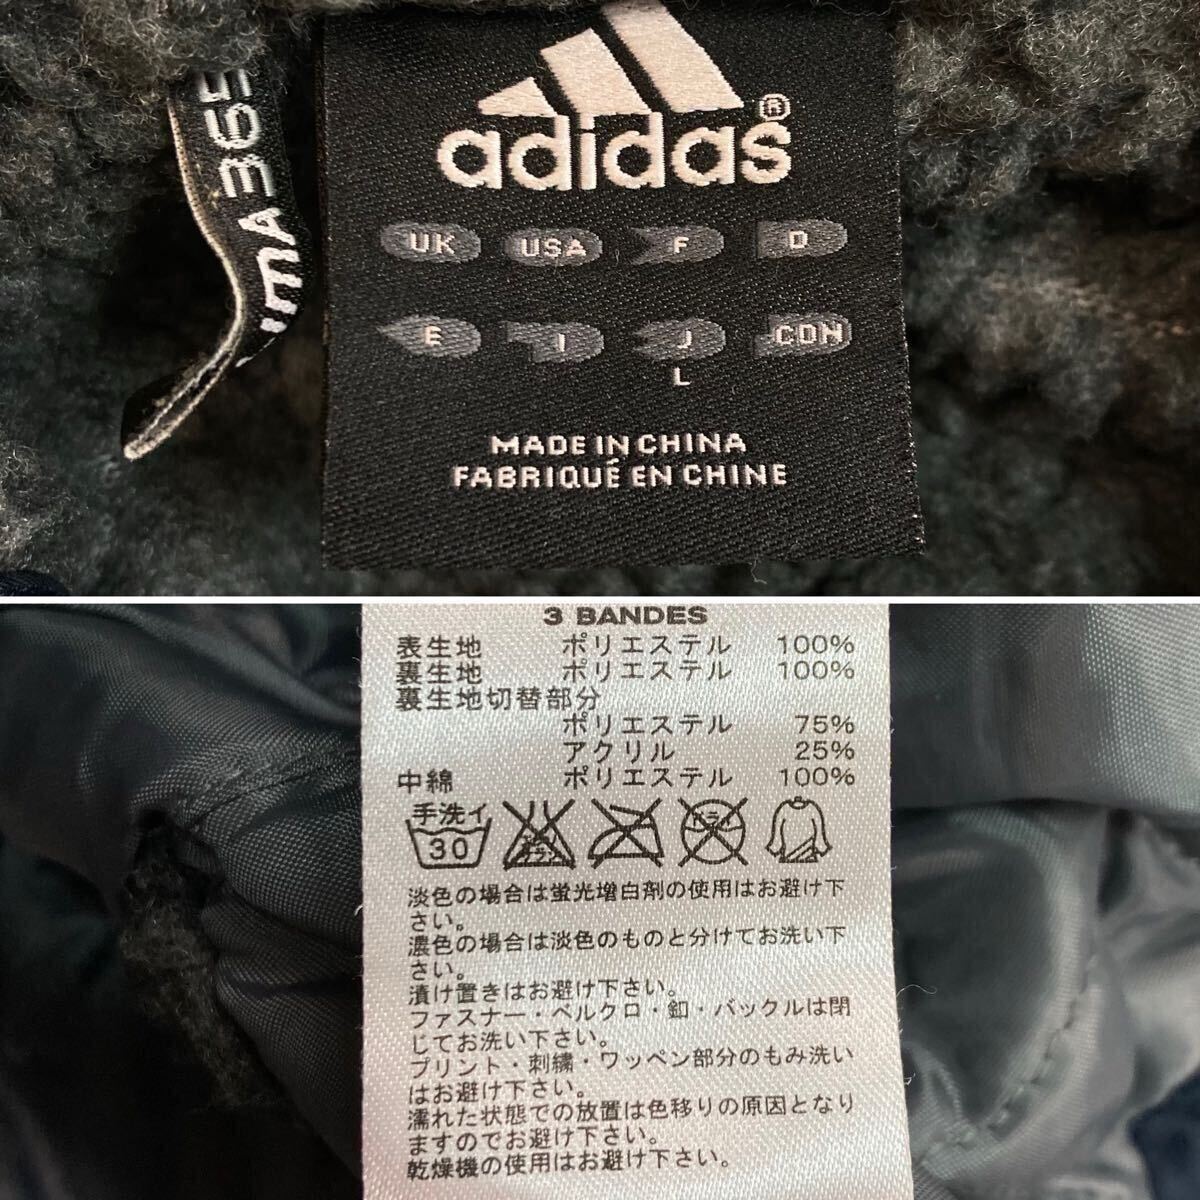 adidas®
UK USA F D
E I J CON
L
MADE IN CHINA
FABRIQUÉ EN CHINE
IMA 365
3 BANDES
表生地 ポリエステル 100%
裏生地 ポリエステル 100%
裏生地切替部分
ポリエステル 75%
アクリル 25%
中綿 ポリエステル 100%
手洗イ
30
ドライ
淡色の場合は蛍光増白剤の使用はお避け下
さい。
濃色の場合は淡色のものと分けてお洗い下
さい。
漬け置きはお避け下さい。
ファスナー・ベルクロ・釦・バックルは閉
じてお洗い下さい。
プリント・刺繍・ワッペン部分のもみ洗い
はお避け下さい。
濡れた状態での放置は色移りの原因となり
ますのでお避け下さい。
乾燥機の使用はお避け下さい。